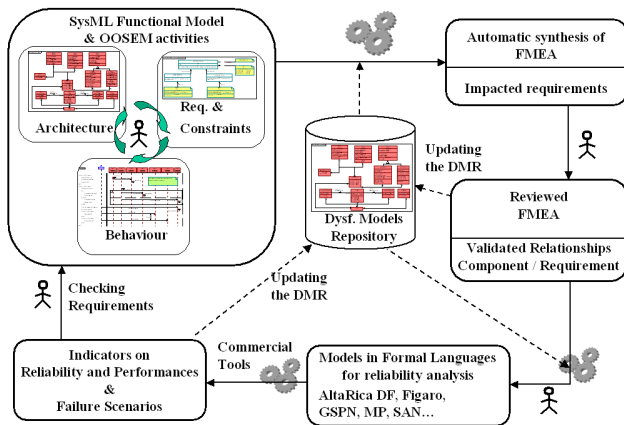 SysML Functional Model
& OOSEM activities
Architecture
Req. &
Constraints
Behaviour
Automatic synthesis of
FMEA
Impacted requirements
Updating
the DMR
Dysf. Models
Repository
Reviewed
FMEA
Validated Relationships
Component / Requirement
Checking
Requirements
Updating
the DMR
Indicators on
Reliability and Performances
&
Failure Scenarios
Commercial
Tools
Models in Formal Languages
for reliability analysis
AltaRica DF, Figaro,
GSPN, MP, SAN…